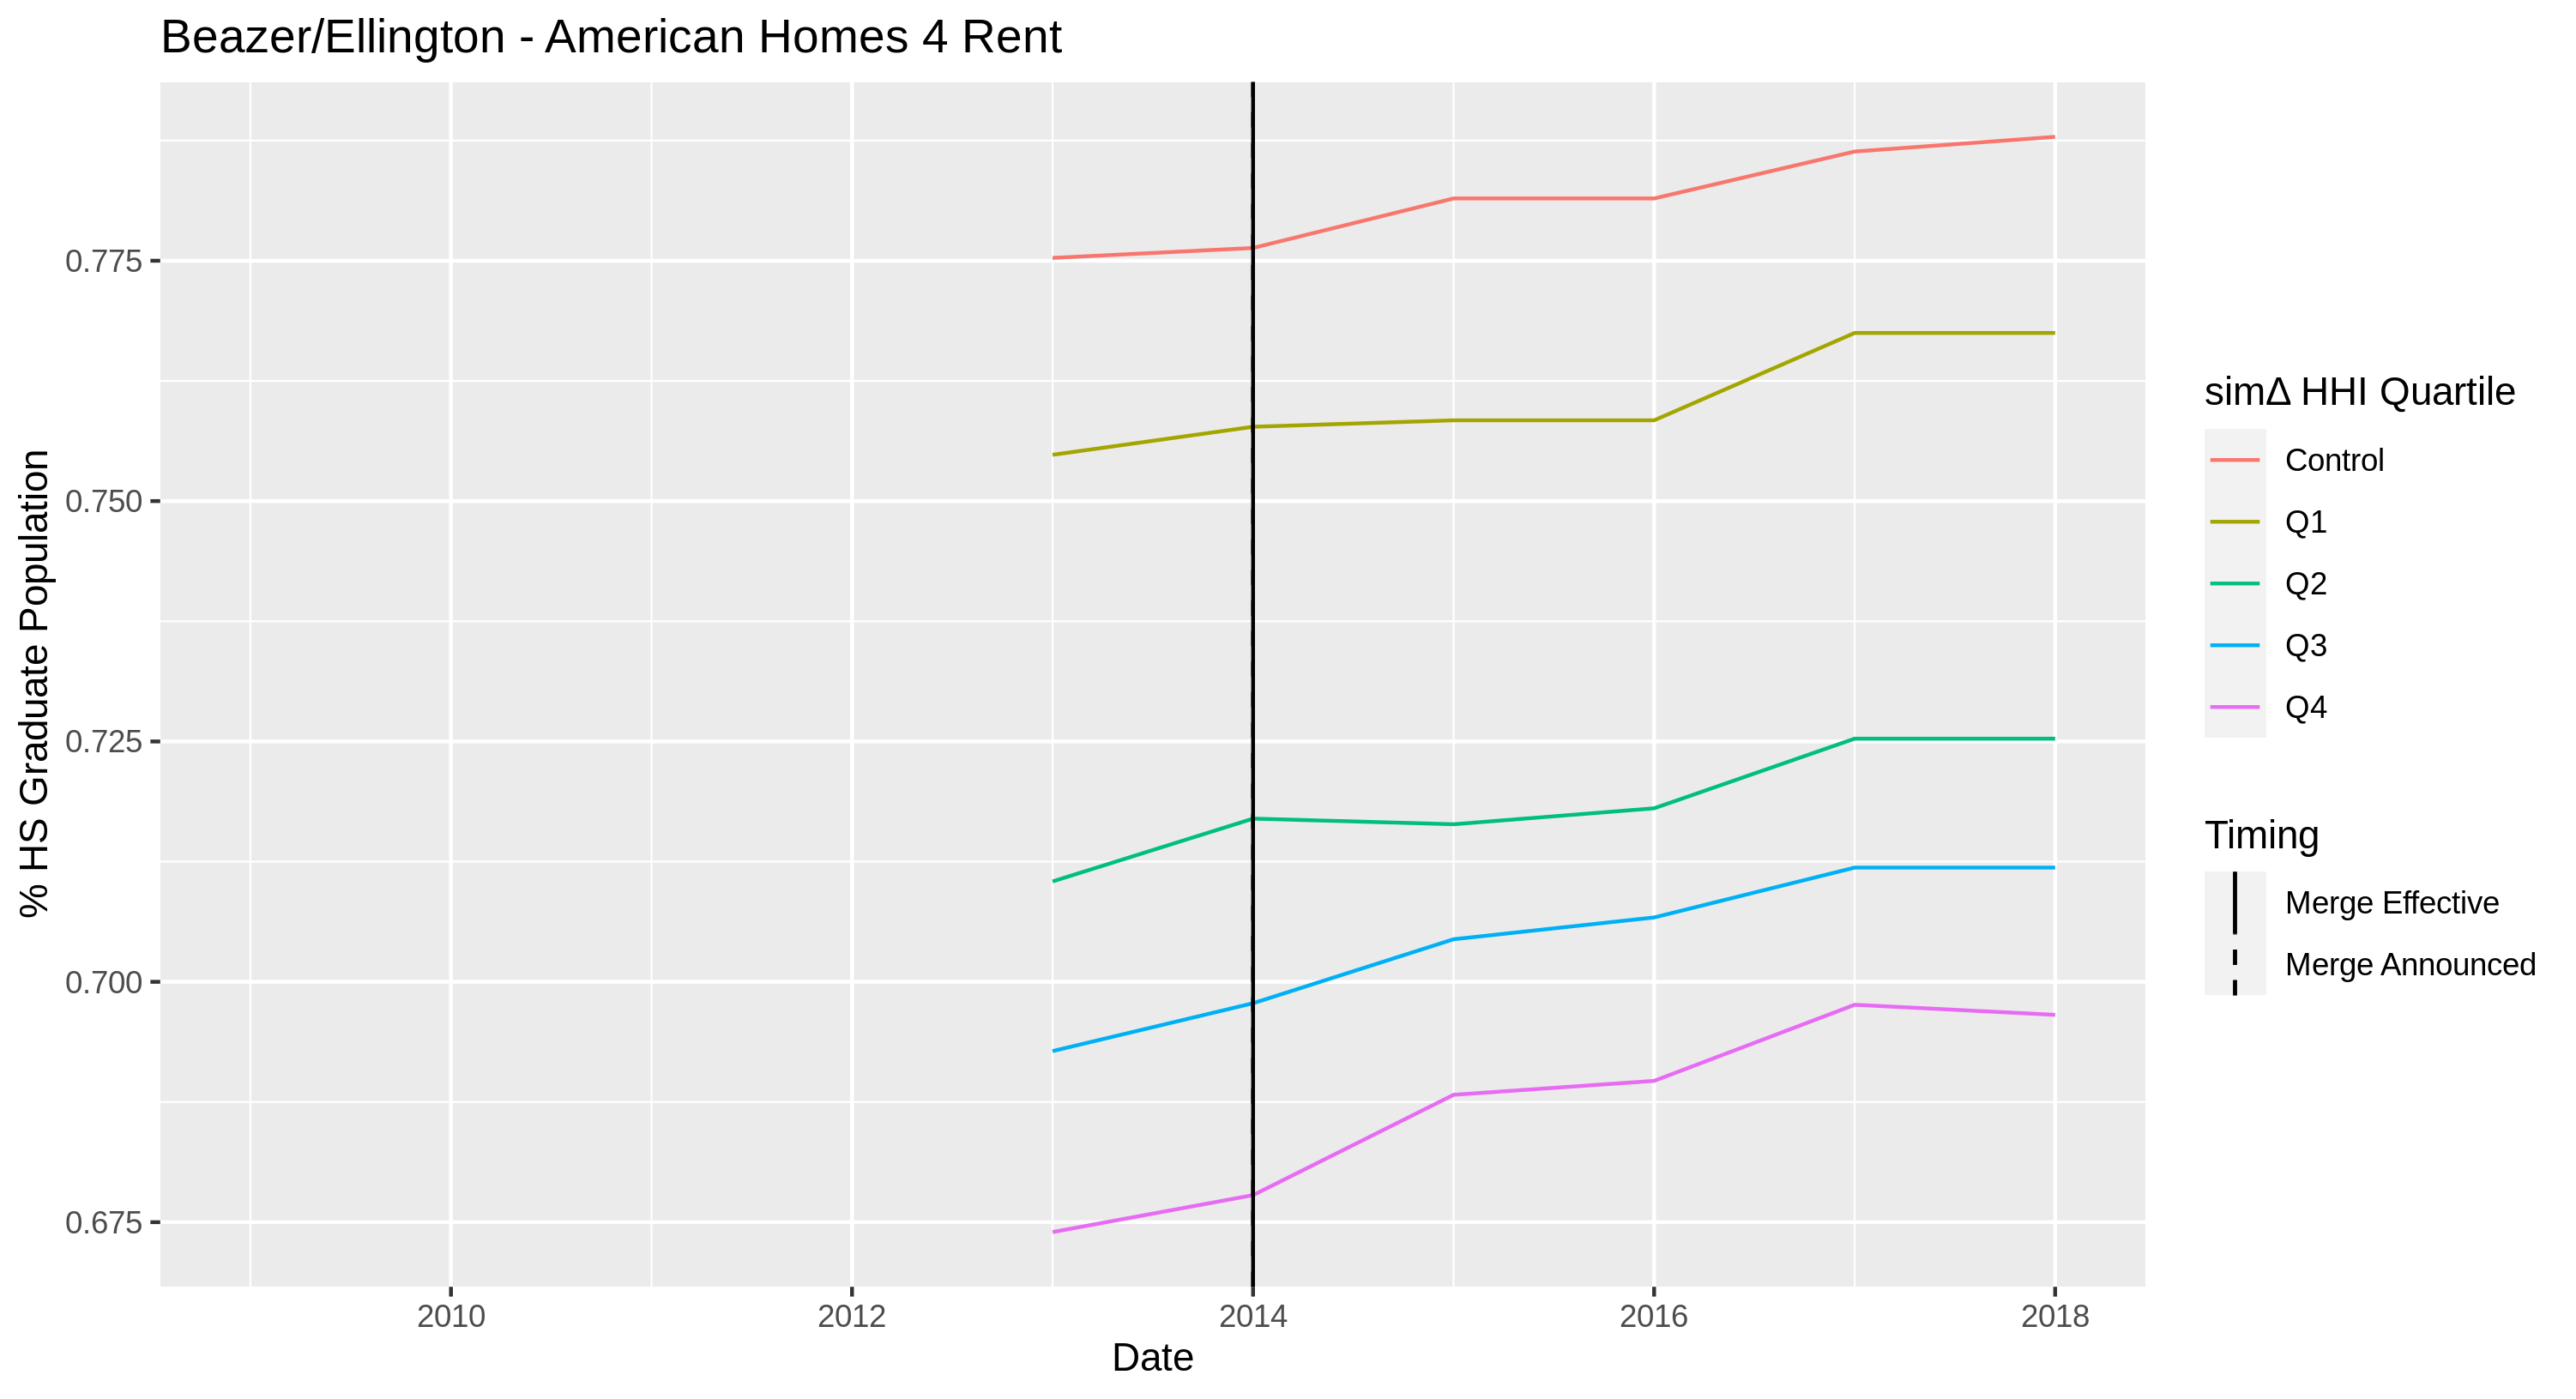 Beazer/Ellington - American Homes 4 Rent
% HS Graduate Population
0.775
0.750
0.725
0.700
0.675
2010
2012
2014
2016
2018
Date
simΔ HHI Quartile
Control
Q1
Q2
Q3
Q4
Timing
Merge Effective
Merge Announced